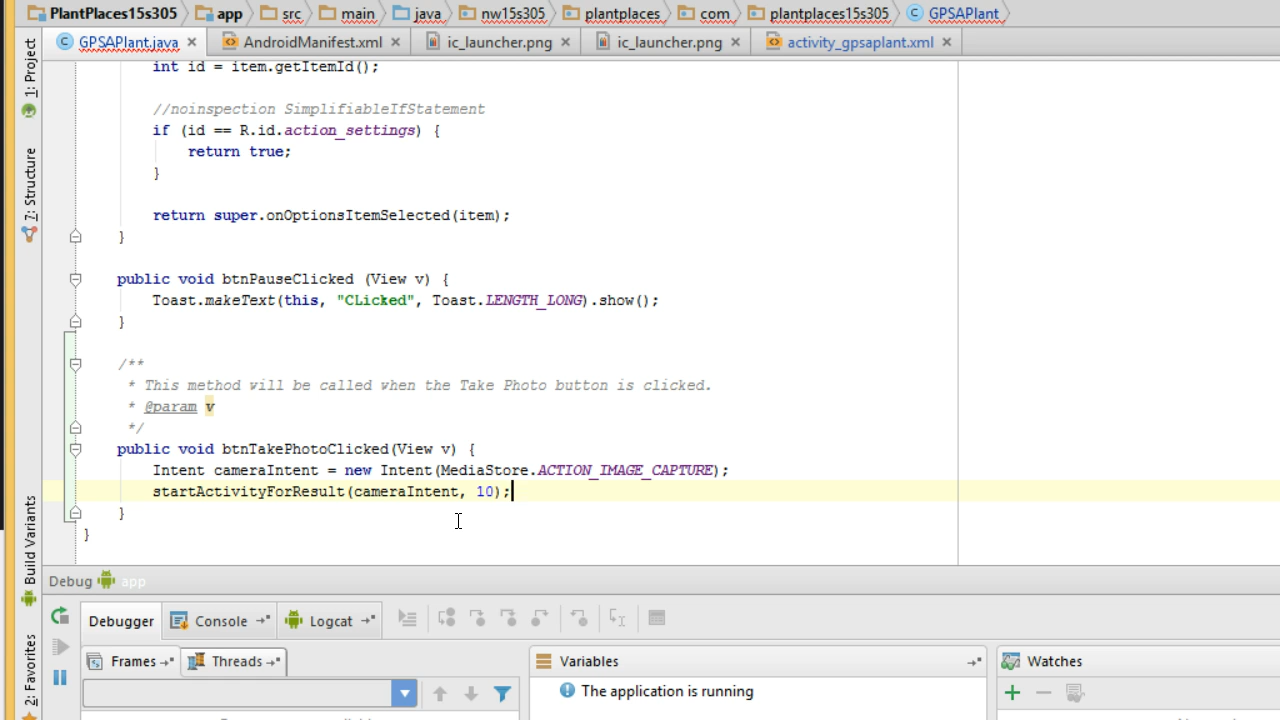 PlantPlaces15s305 app src main java nw15s305 plantplaces com plantplaces15s305 GPSAPlant
GPSAPlant.java AndroidManifest.xml ic_launcher.png ic_launcher.png activity_gpsaplant.xml
1: Project
7: Structure
Build Variants
2: Favorites
int id = item.getItemId();
//noinspection SimplifiableIfStatement
if (id == R.id.action_settings) {
return true;
}
return super.onOptionsItemSelected(item);
}
public void btnPauseClicked (View v) {
Toast.makeText(this, "CLicked", Toast.LENGTH_LONG).show();
}
/**
* This method will be called when the Take Photo button is clicked.
* @param v
*/
public void btnTakePhotoClicked(View v) {
Intent cameraIntent = new Intent(MediaStore.ACTION_IMAGE_CAPTURE);
startActivityForResult(cameraIntent, 10);
}
}
Debug app
Debugger Console Logcat
Frames Threads Variables Watches
The application is running